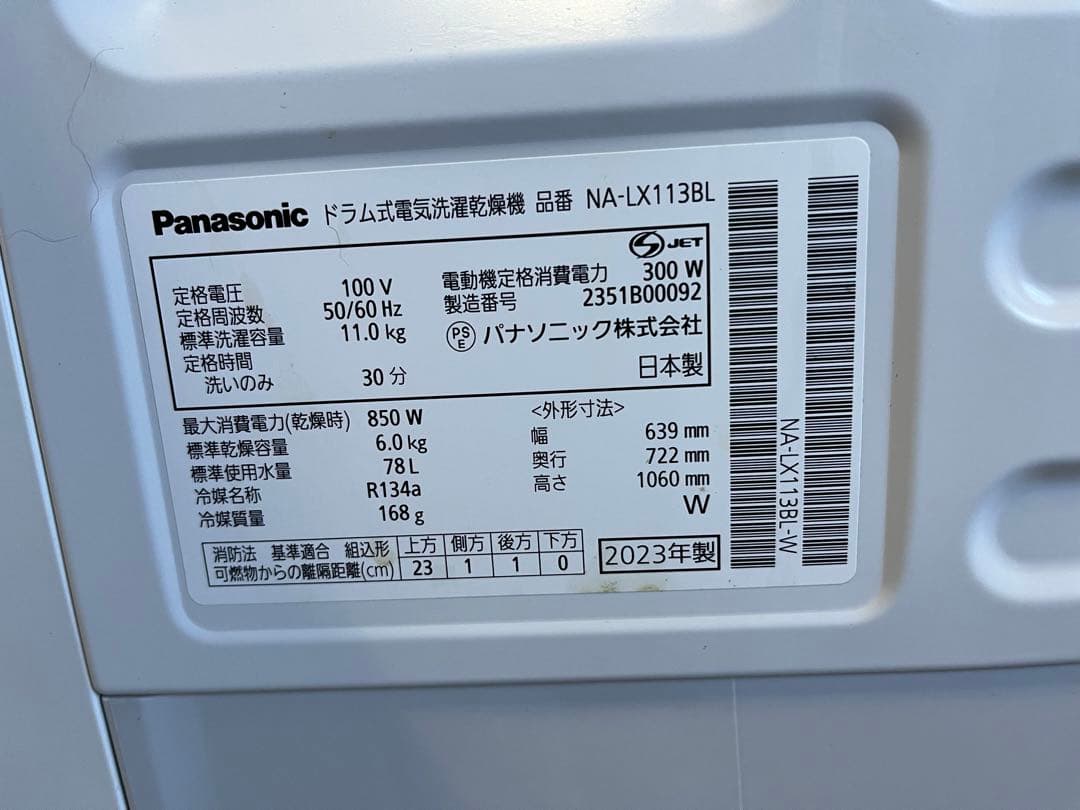 Panasonic ドラム式電気洗濯乾燥機 品番 NA-LX113BL
定格電圧 100 V
定格周波数 50/60 Hz
標準洗濯容量 11.0 kg
定格時間
洗いのみ 30 分
S JET
電動機定格消費電力 300 W
製造番号 2351B00092
PSE パナソニック株式会社
日本製
最大消費電力(乾燥時) 850 W
標準乾燥容量 6.0 kg
標準使用水量 78 L
冷媒名称 R134a
冷媒質量 168 g
<外形寸法>
幅 639 mm
奥行 722 mm
高さ 1060 mm
W
消防法 基準適合 組込形 上方 側方 後方 下方
可燃物からの離隔距離(cm) 23 1 1 0
2023年製
NA-LX113BL-W